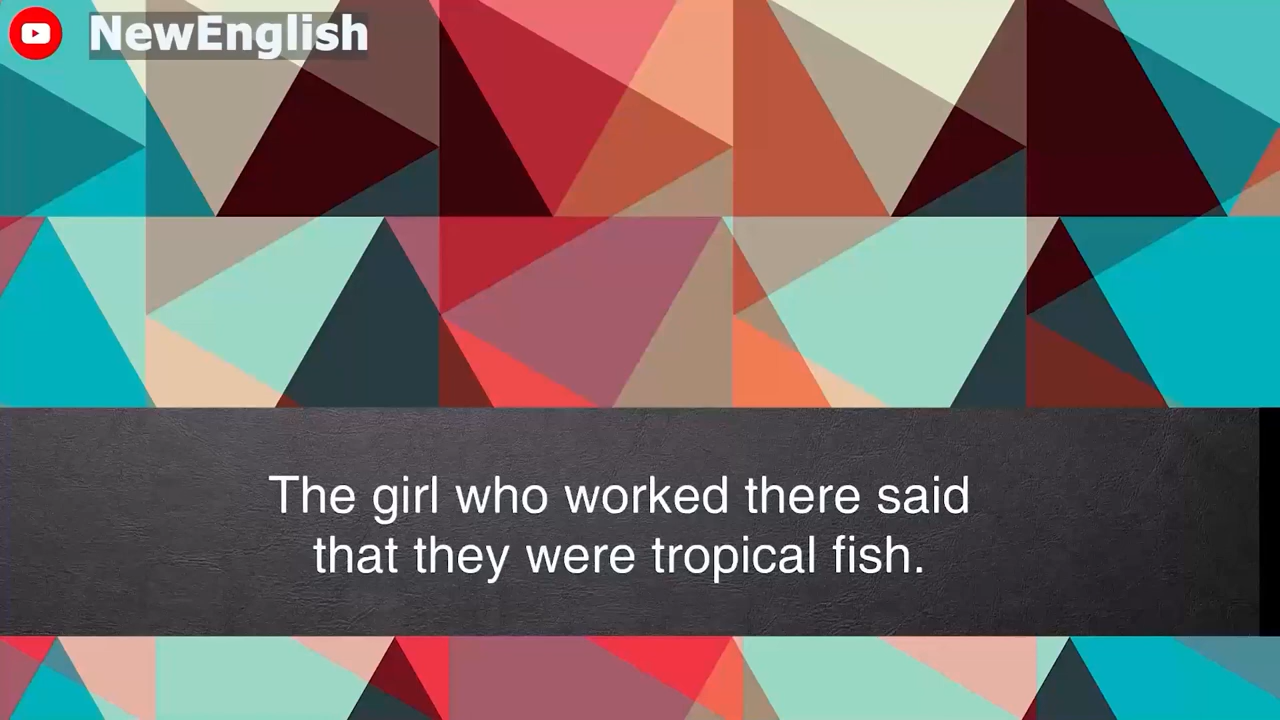 NewEnglish
The girl who worked there said
that they were tropical fish.